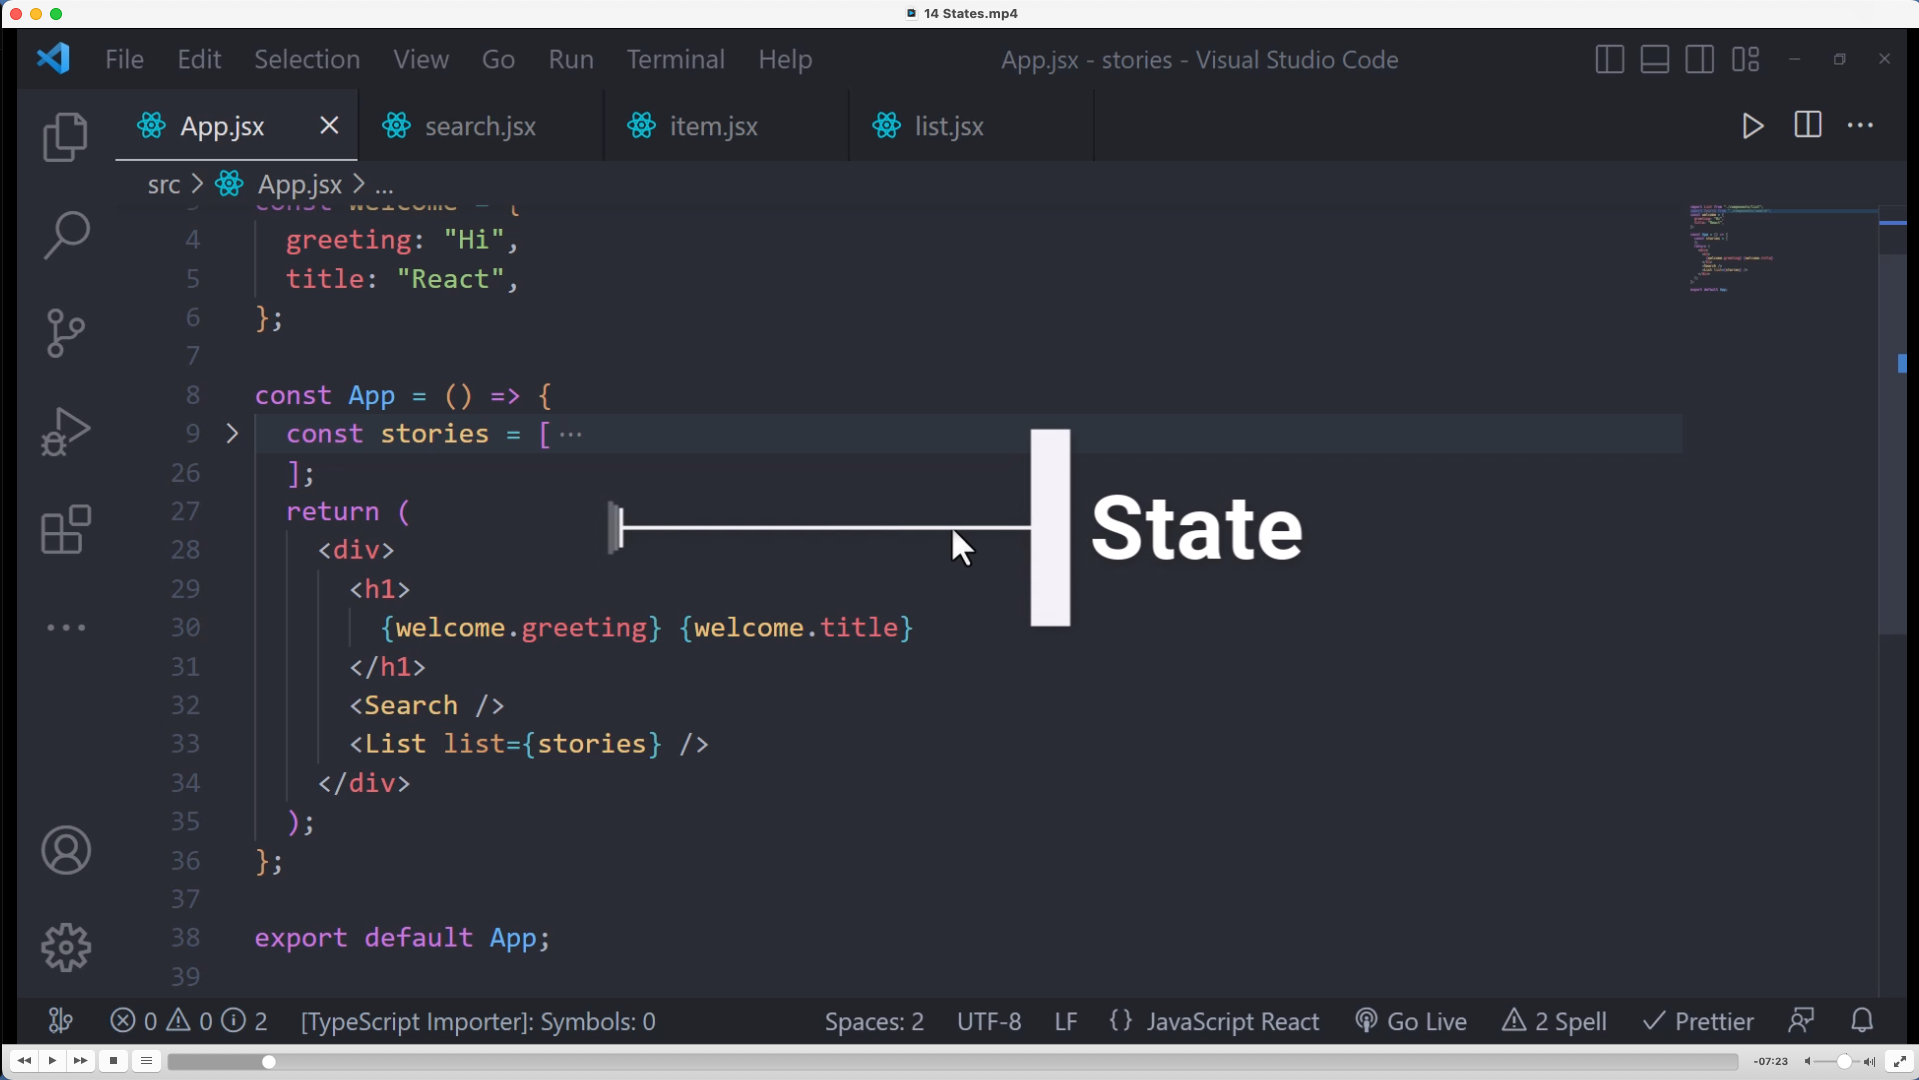 14 States.mp4
File Edit Selection View Go Run Terminal Help App.jsx - stories - Visual Studio Code
App.jsx search.jsx item.jsx list.jsx
src > App.jsx > ...
3 const welcome = {
4 greeting: "Hi",
5 title: "React",
6 };
7
8 const App = () => {
9 const stories = [ ...
26 ];
27 return (
28 <div>
29 <h1>
30 {welcome.greeting} {welcome.title}
31 </h1>
32 <Search />
33 <List list={stories} />
34 </div>
35 );
36 };
37
38 export default App;
39
State
0 0 2 [TypeScript Importer]: Symbols: 0 Spaces: 2 UTF-8 LF {} JavaScript React Go Live 2 Spell Prettier
-07:23